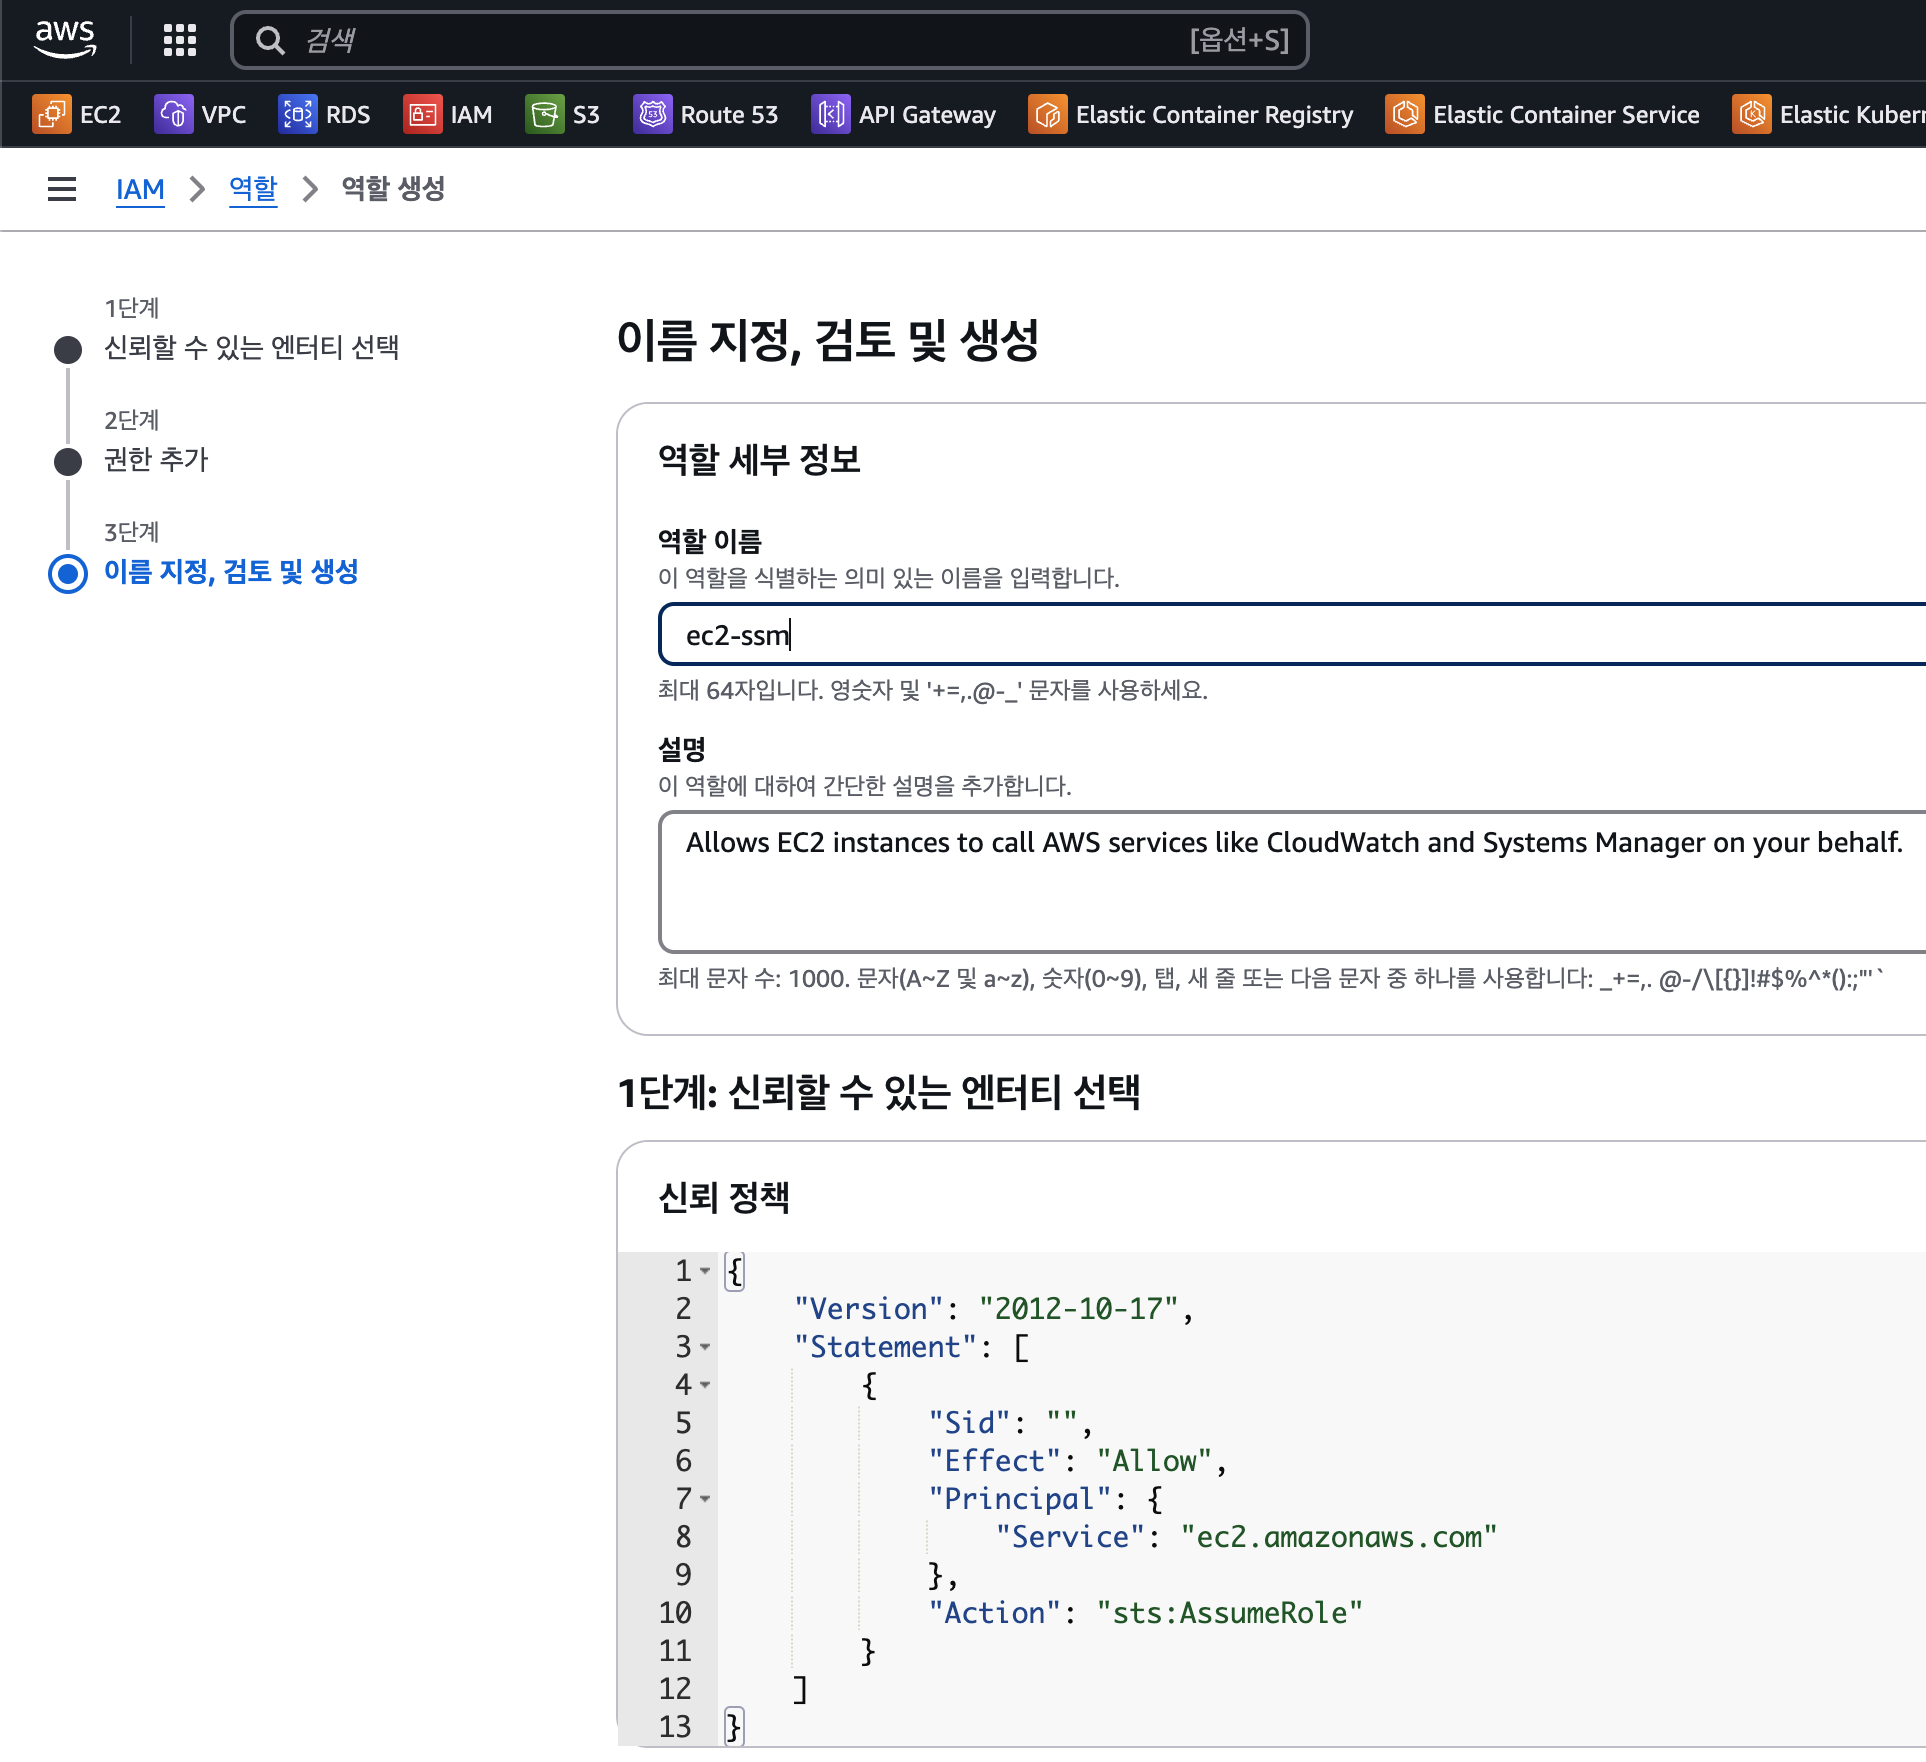 aws
검색
[옵션+S]
EC2 VPC RDS IAM S3 Route 53 API Gateway Elastic Container Registry Elastic Container Service Elastic Kubern
IAM > 역할 > 역할 생성
1단계
신뢰할 수 있는 엔터티 선택
2단계
권한 추가
3단계
이름 지정, 검토 및 생성
이름 지정, 검토 및 생성
역할 세부 정보
역할 이름
이 역할을 식별하는 의미 있는 이름을 입력합니다.
ec2-ssm
최대 64자입니다. 영숫자 및 '+=,.@-_' 문자를 사용하세요.
설명
이 역할에 대하여 간단한 설명을 추가합니다.
Allows EC2 instances to call AWS services like CloudWatch and Systems Manager on your behalf.
최대 문자 수: 1000. 문자(A~Z 및 a~z), 숫자(0~9), 탭, 새 줄 또는 다음 문자 중 하나를 사용합니다: _+=,. @-/\[{}]!#$%^*();:"'`
1단계: 신뢰할 수 있는 엔터티 선택
신뢰 정책
1 {
2     "Version": "2012-10-17",
3     "Statement": [
4         {
5             "Sid": "",
6             "Effect": "Allow",
7             "Principal": {
8                 "Service": "ec2.amazonaws.com"
9             },
10             "Action": "sts:AssumeRole"
11         }
12     ]
13 }